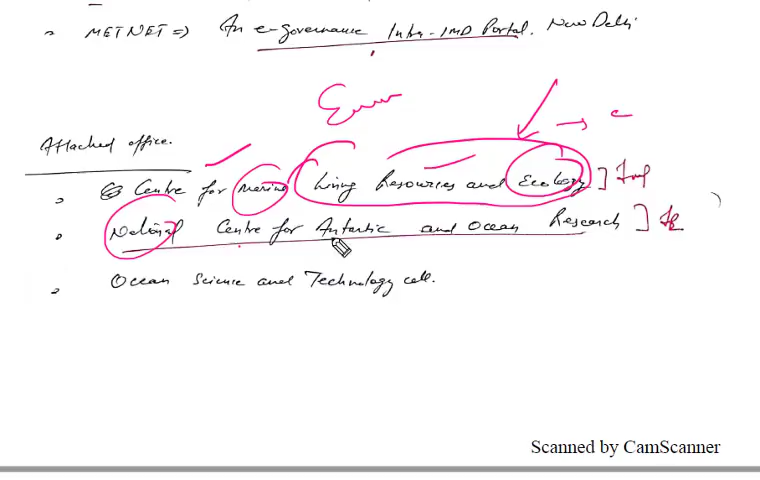 METNET ⇒ An e-governance Intra-IMD Portal. New Delhi
Attached office.
Centre for Marine Living Resources and Ecology ] Imp
National Centre for Antartic and Ocean Research ]
Ocean Science and Technology cell.
Scanned by CamScanner